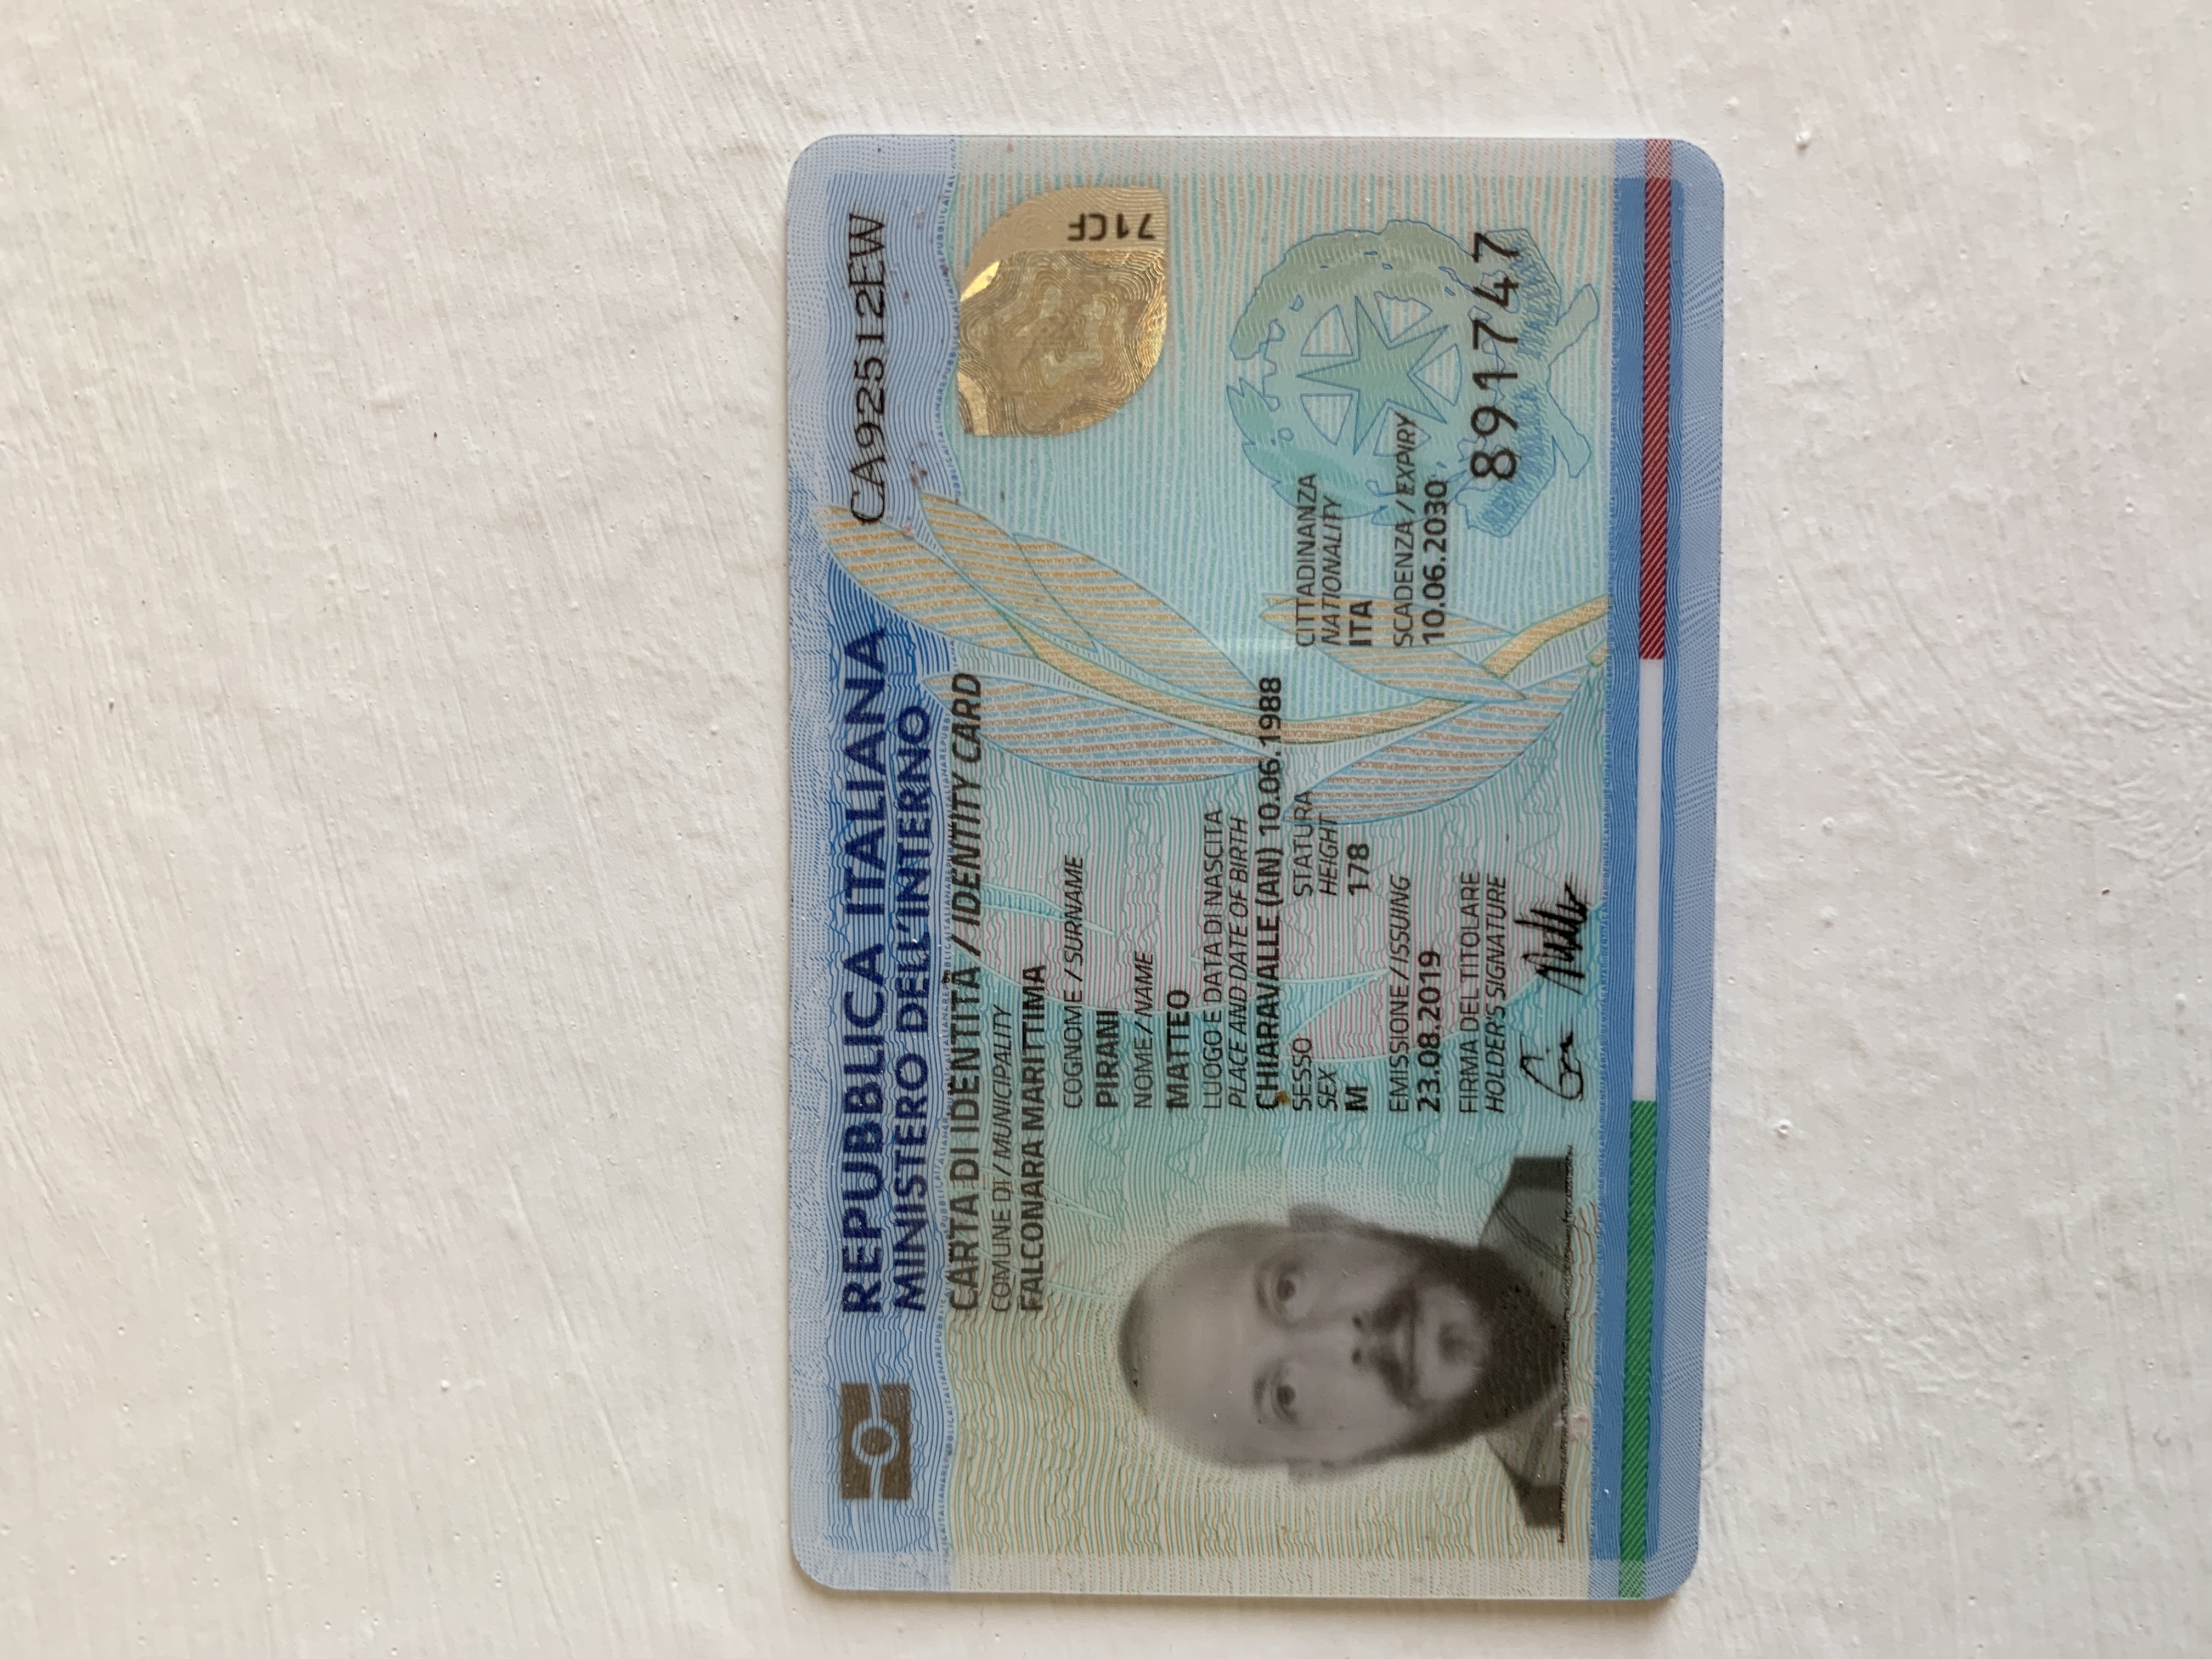 REPUBBLICA ITALIANA
CA92512EW
MINISTERO DELL'INTERNO
CARTA DI IDENTITÀ / IDENTITY CARD
COMUNE DI / MUNICIPALITY
FALCONARA MARITTIMA
COGNOME / SURNAME
PIRANI
NOME / NAME
MATTEO
LUOGO E DATA DI NASCITA
PLACE AND DATE OF BIRTH
CHIARAVALLE (AN) 10.06.1988
SESSO STATURA CITTADINANZA
SEX HEIGHT NATIONALITY
M 178 ITA
EMISSIONE / ISSUING SCADENZA / EXPIRY
23.08.2019 10.06.2030
FIRMA DEL TITOLARE
HOLDER'S SIGNATURE
891747
71CF
REPUBBLICA ITALIANA